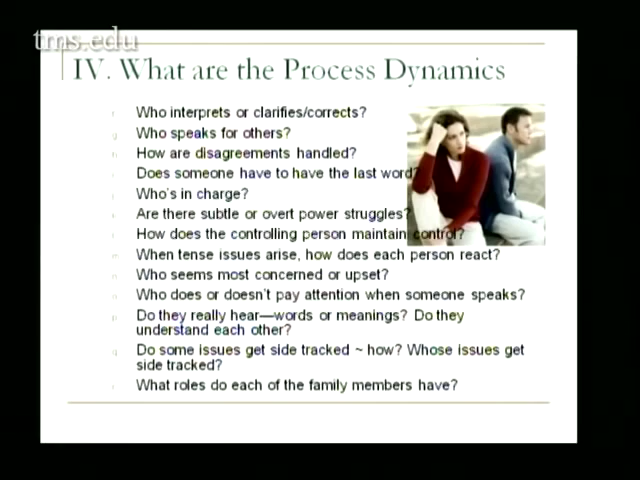 tms.edu
IV. What are the Process Dynamics
Who interprets or clarifies/corrects?
Who speaks for others?
How are disagreements handled?
Does someone have to have the last word?
Who's in charge?
Are there subtle or overt power struggles?
How does the controlling person maintain control?
When tense issues arise, how does each person react?
Who seems most concerned or upset?
Who does or doesn't pay attention when someone speaks?
Do they really hear—words or meanings? Do they
understand each other?
Do some issues get side tracked ~ how? Whose issues get
side tracked?
What roles do each of the family members have?